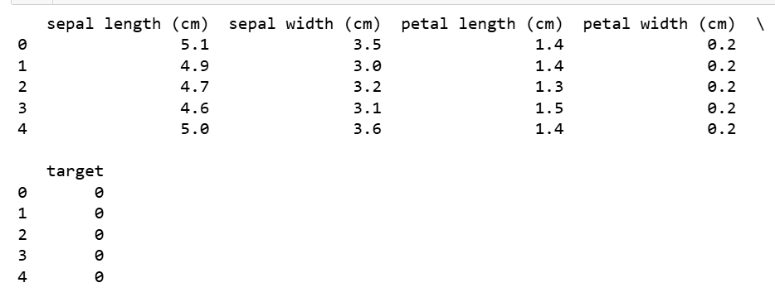 sepal length (cm)  sepal width (cm)  petal length (cm)  petal width (cm)  \
0                5.1               3.5                1.4               0.2
1                4.9               3.0                1.4               0.2
2                4.7               3.2                1.3               0.2
3                4.6               3.1                1.5               0.2
4                5.0               3.6                1.4               0.2
target
0       0
1       0
2       0
3       0
4       0